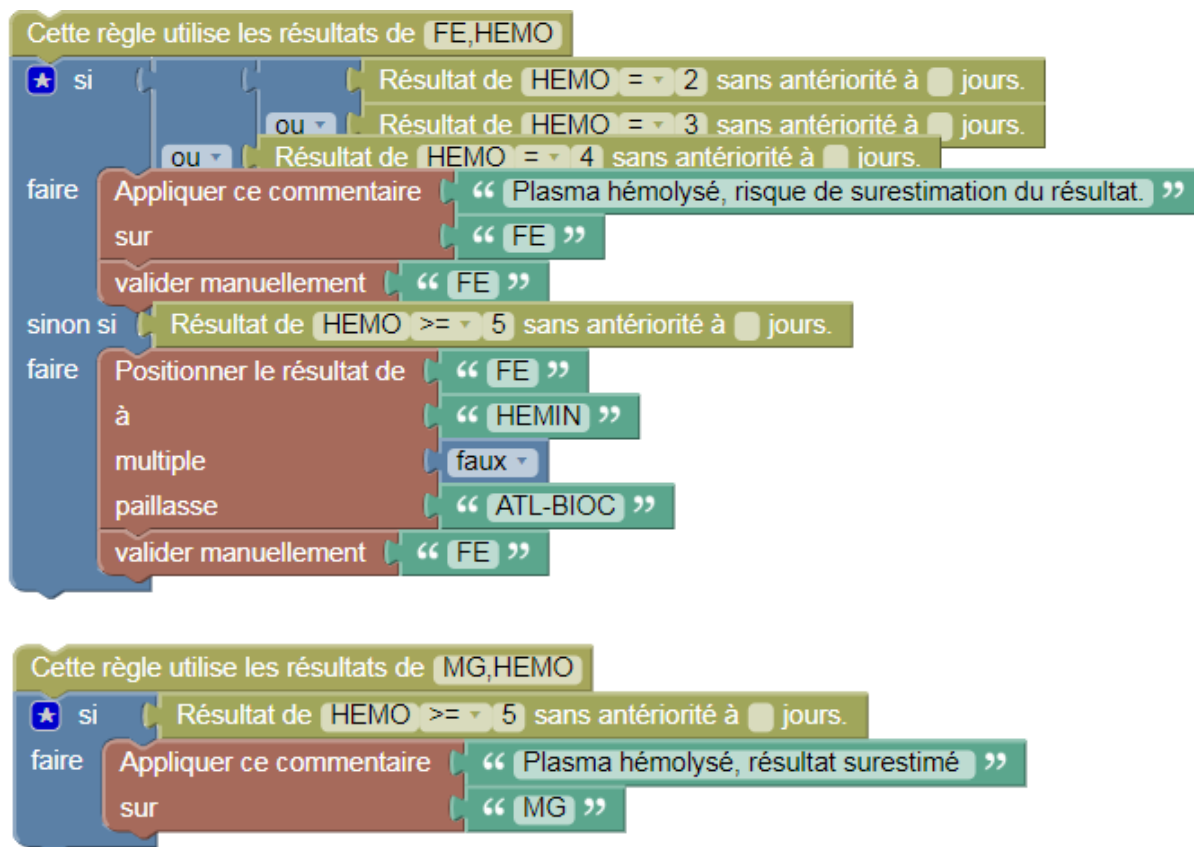 Cette règle utilise les résultats de FE,HEMO
si Résultat de HEMO = 2 sans antériorité à jours.
ou Résultat de HEMO = 3 sans antériorité à jours.
ou Résultat de HEMO = 4 sans antériorité à jours.
faire Appliquer ce commentaire “ Plasma hémolysé, risque de surestimation du résultat. ”
sur “ FE ”
valider manuellement “ FE ”
sinon si Résultat de HEMO >= 5 sans antériorité à jours.
faire Positionner le résultat de “ FE ”
à “ HEMIN ”
multiple faux
paillasse “ ATL-BIOC ”
valider manuellement “ FE ”
Cette règle utilise les résultats de MG,HEMO
si Résultat de HEMO >= 5 sans antériorité à jours.
faire Appliquer ce commentaire “ Plasma hémolysé, résultat surestimé ”
sur “ MG ”